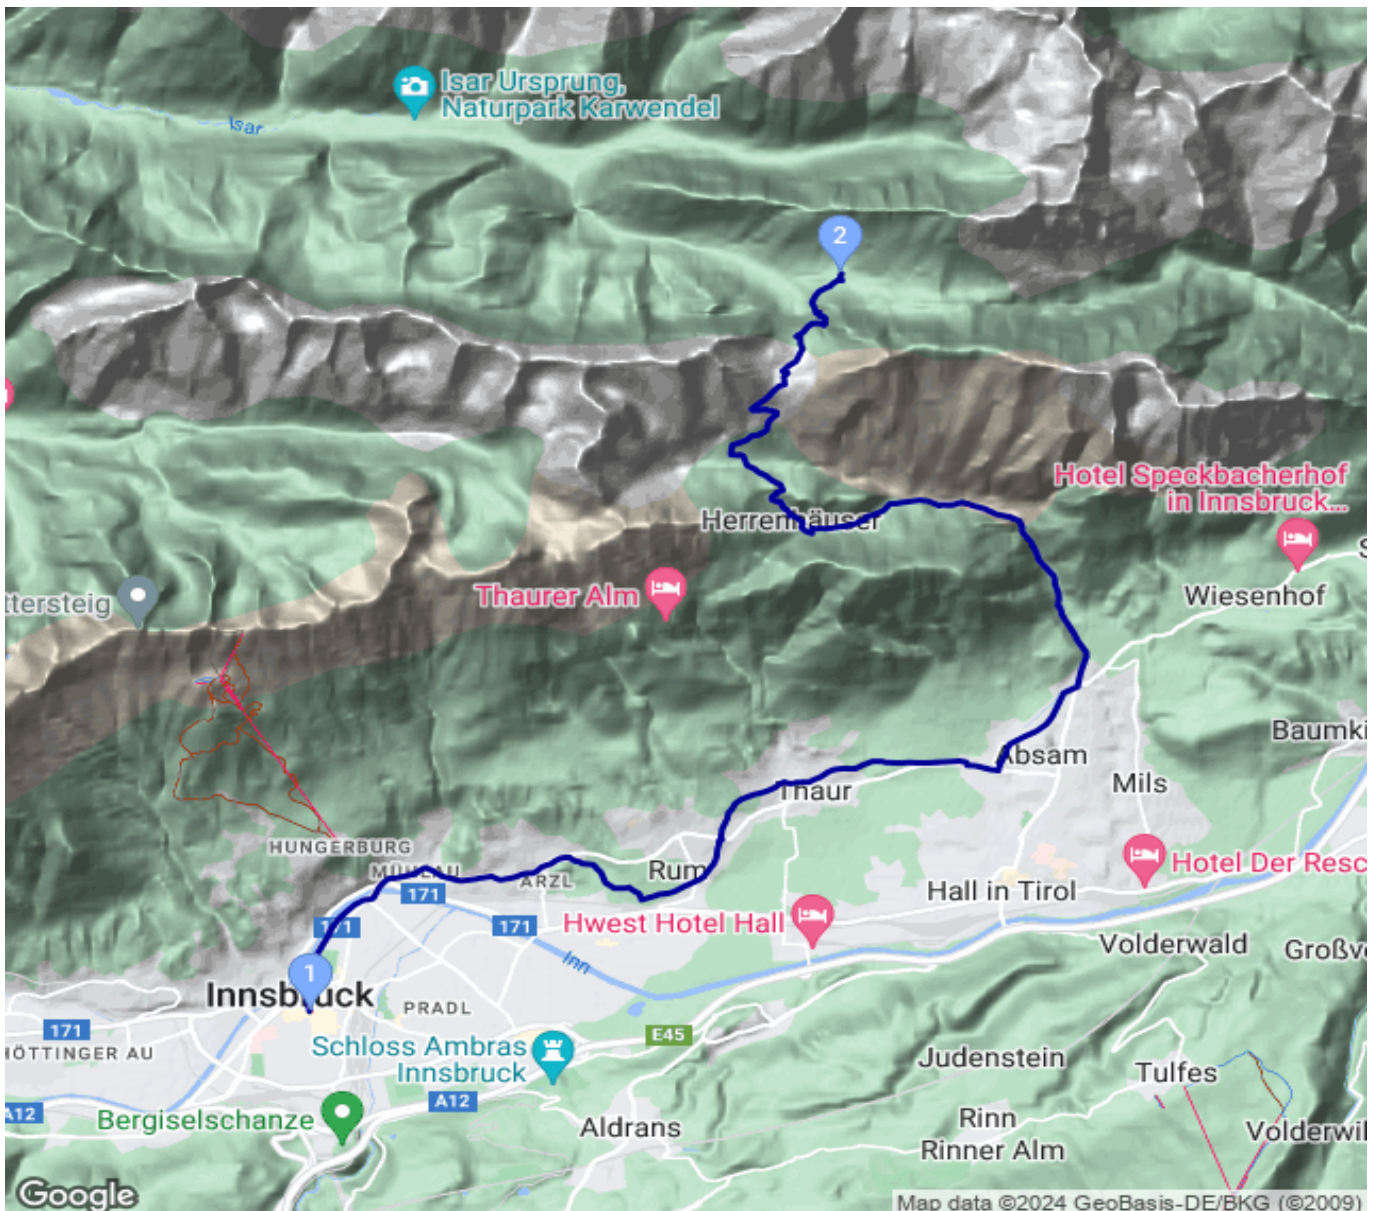 Isar Ursprung,
Naturpark Karwendel
Isar
2
Hotel Speckbacherhof
in Innsbruck...
Herrenhäuser
Thaurer Alm
ttersteig
Wiesenhof
S
Baumki
Absam
Mils
Thaur
HUNGERBURG
MÜHLAU
ARZL
Rum
Hotel Der Resc
171
Hall in Tirol
171
171
Hwest Hotel Hall
Volderwald
Großv
Inn
1
Innsbruck
PRADL
171
E45
HÖTTINGER AU
Schloss Ambras
Innsbruck
Judenstein
Tulfes
A12
A12
Bergiselschanze
Aldrans
Rinn
Rinner Alm
Volderwil
Google
Map data ©2024 GeoBasis-DE/BKG (©2009)